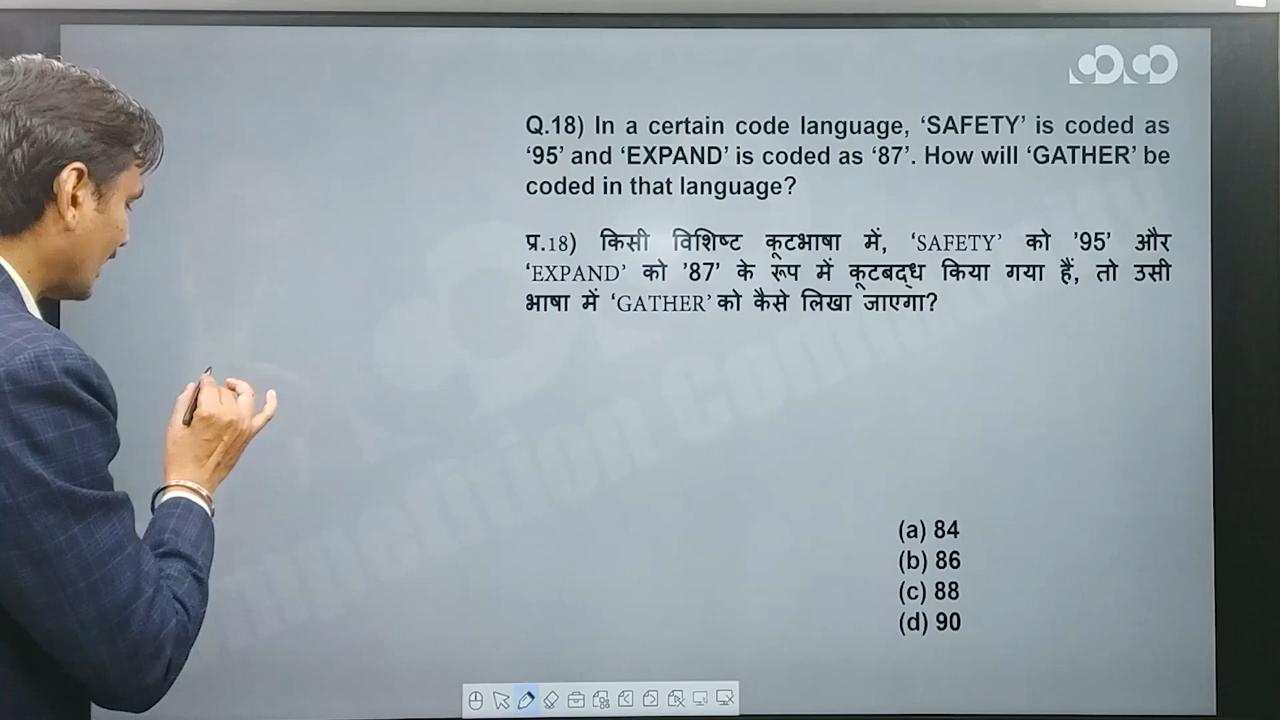 Q.18) In a certain code language, ‘SAFETY’ is coded as
‘95’ and ‘EXPAND’ is coded as ‘87’. How will ‘GATHER’ be
coded in that language?
प्र.18) किसी विशिष्ट कूटभाषा में, ‘SAFETY’ को ’95’ और
‘EXPAND’ को ’87’ के रूप में कूटबद्ध किया गया हैं, तो उसी
भाषा में ‘GATHER’ को कैसे लिखा जाएगा?
(a) 84
(b) 86
(c) 88
(d) 90